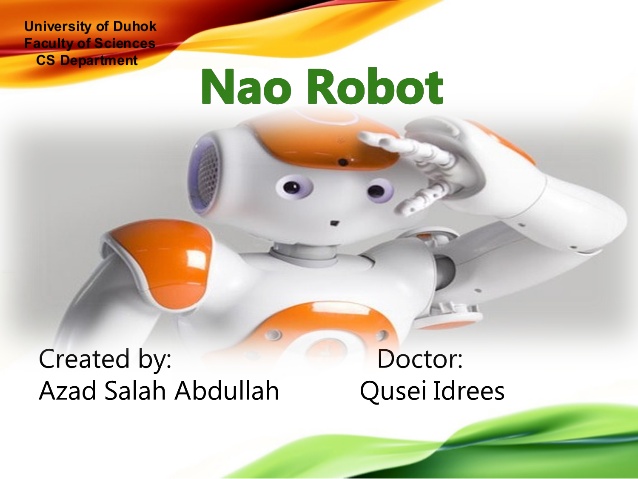 University of Duhok
Faculty of Sciences
CS Department
Nao Robot
Created by:
Azad Salah Abdullah
Doctor:
Qusei Idrees